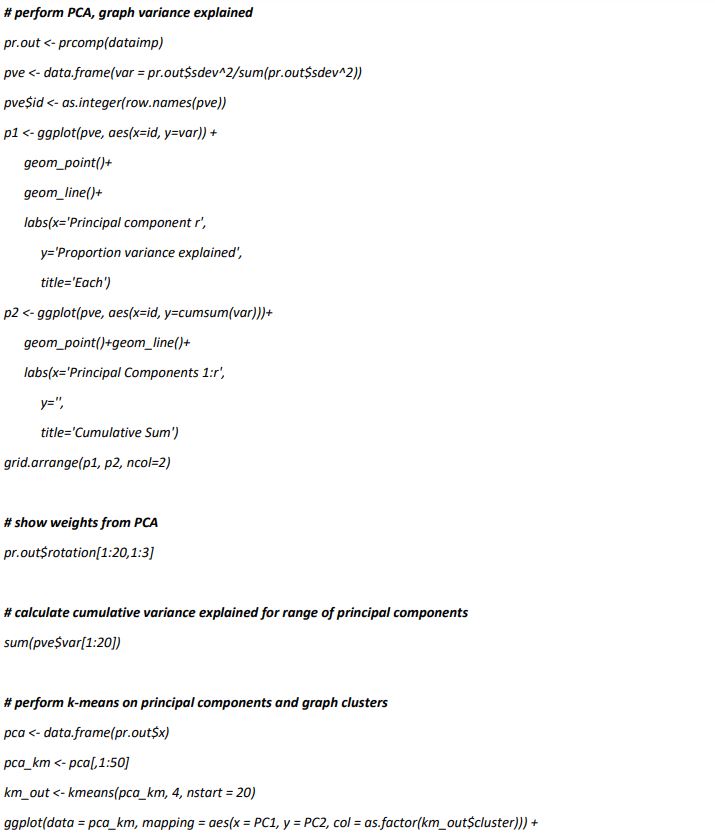 # perform PCA, graph variance explained
pr.out <- prcomp(dataimp)
pve <- data.frame(var = pr.out$sdev^2/sum(pr.out$sdev^2))
pve$id <- as.integer(row.names(pve))
p1 <- ggplot(pve, aes(x=id, y=var)) +
geom_point()+
geom_line()+
labs(x='Principal component r',
y='Proportion variance explained',
title='Each')
p2 <- ggplot(pve, aes(x=id, y=cumsum(var)))+
geom_point()+geom_line()+
labs(x='Principal Components 1:r',
y='',
title='Cumulative Sum')
grid.arrange(p1, p2, ncol=2)
# show weights from PCA
pr.out$rotation[1:20,1:3]
# calculate cumulative variance explained for range of principal components
sum(pve$var[1:20])
# perform k-means on principal components and graph clusters
pca <- data.frame(pr.out$x)
pca_km <- pca[,1:50]
km_out <- kmeans(pca_km, 4, nstart = 20)
ggplot(data = pca_km, mapping = aes(x = PC1, y = PC2, col = as.factor(km_out$cluster))) +